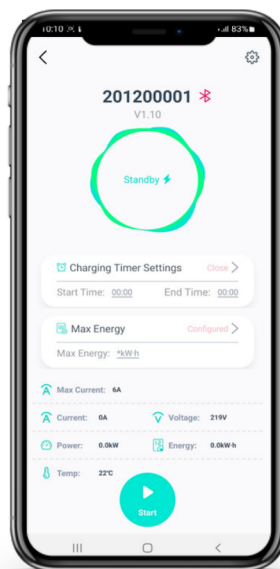 10:10
83%
201200001
V1.10
Standby
Charging Timer Settings Close >
Start Time: 00:00 End Time: 00:00
Max Energy Configured >
Max Energy: *kW·h
Max Current: 6A
Current: 0A Voltage: 219V
Power: 0.0kW Energy: 0.0kW·h
Temp: 22℃
Start